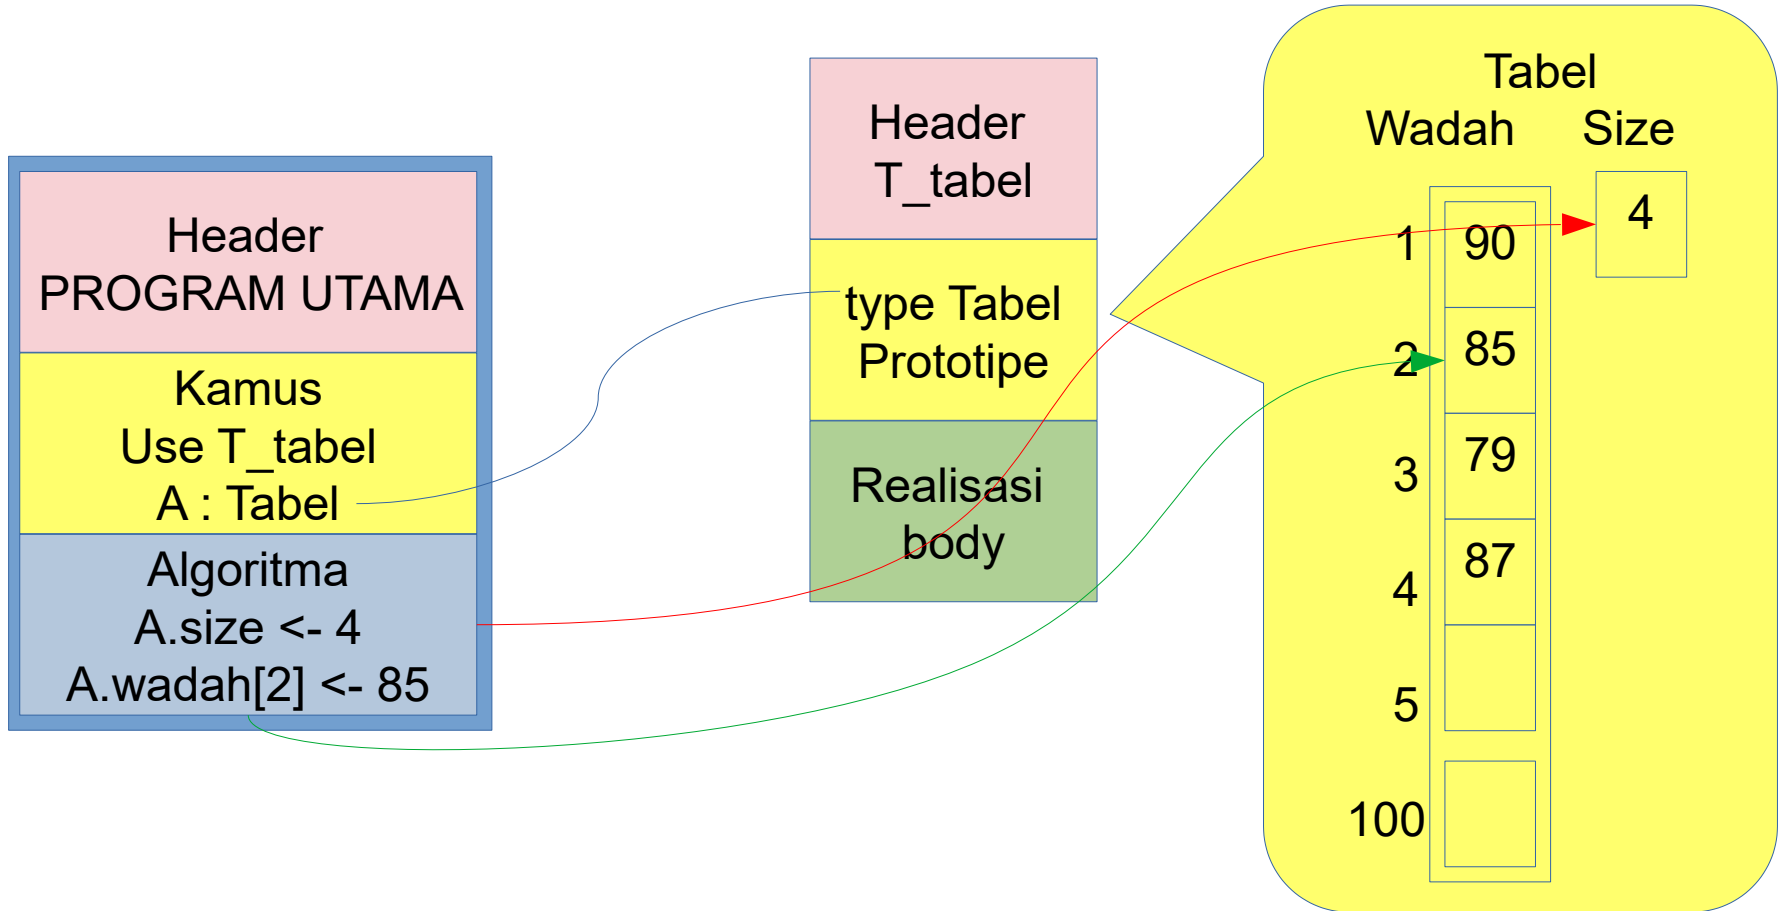 Header
PROGRAM UTAMA
Kamus
Use T_tabel
A : Tabel
Algoritma
A.size <- 4
A.wadah[2] <- 85
Header
T_tabel
type Tabel
Prototipe
Realisasi
body
Tabel
Wadah Size
4
1 90
2 85
3 79
4 87
5
100